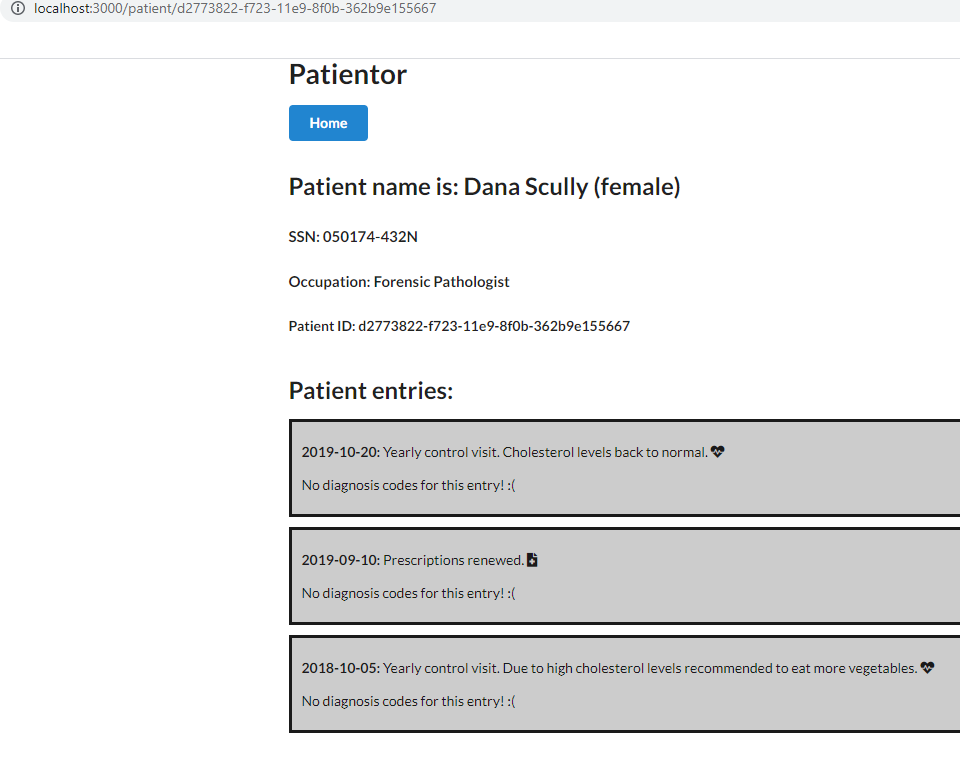 localhost:3000/patient/d2773822-f723-11e9-8f0b-362b9e155667
Patientor
Home
Patient name is: Dana Scully (female)
SSN: 050174-432N
Occupation: Forensic Pathologist
Patient ID: d2773822-f723-11e9-8f0b-362b9e155667
Patient entries:
2019-10-20: Yearly control visit. Cholesterol levels back to normal.
No diagnosis codes for this entry! :(
2019-09-10: Prescriptions renewed.
No diagnosis codes for this entry! :(
2018-10-05: Yearly control visit. Due to high cholesterol levels recommended to eat more vegetables.
No diagnosis codes for this entry! :(